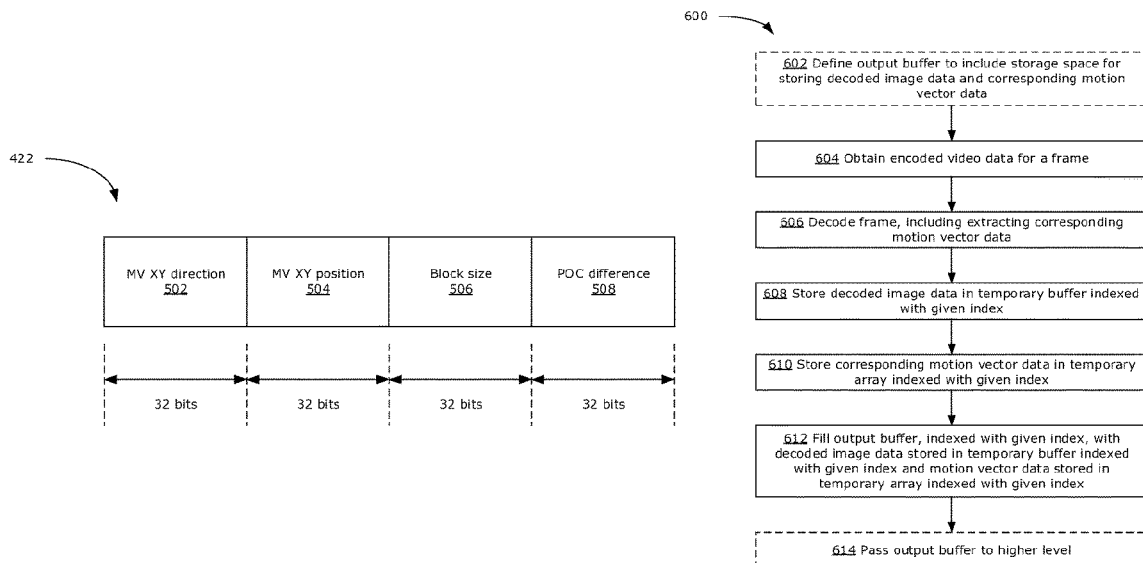 422
MV XY direction
502
MV XY position
504
Block size
506
POC difference
508
32 bits
32 bits
32 bits
32 bits
600
602 Define output buffer to include storage space for
storing decoded image data and corresponding motion
vector data
604 Obtain encoded video data for a frame
606 Decode frame, including extracting corresponding
motion vector data
608 Store decoded image data in temporary buffer indexed
with given index
610 Store corresponding motion vector data in temporary
array indexed with given index
612 Fill output buffer, indexed with given index, with
decoded image data stored in temporary buffer indexed
with given index and motion vector data stored in
temporary array indexed with given index
614 Pass output buffer to higher level